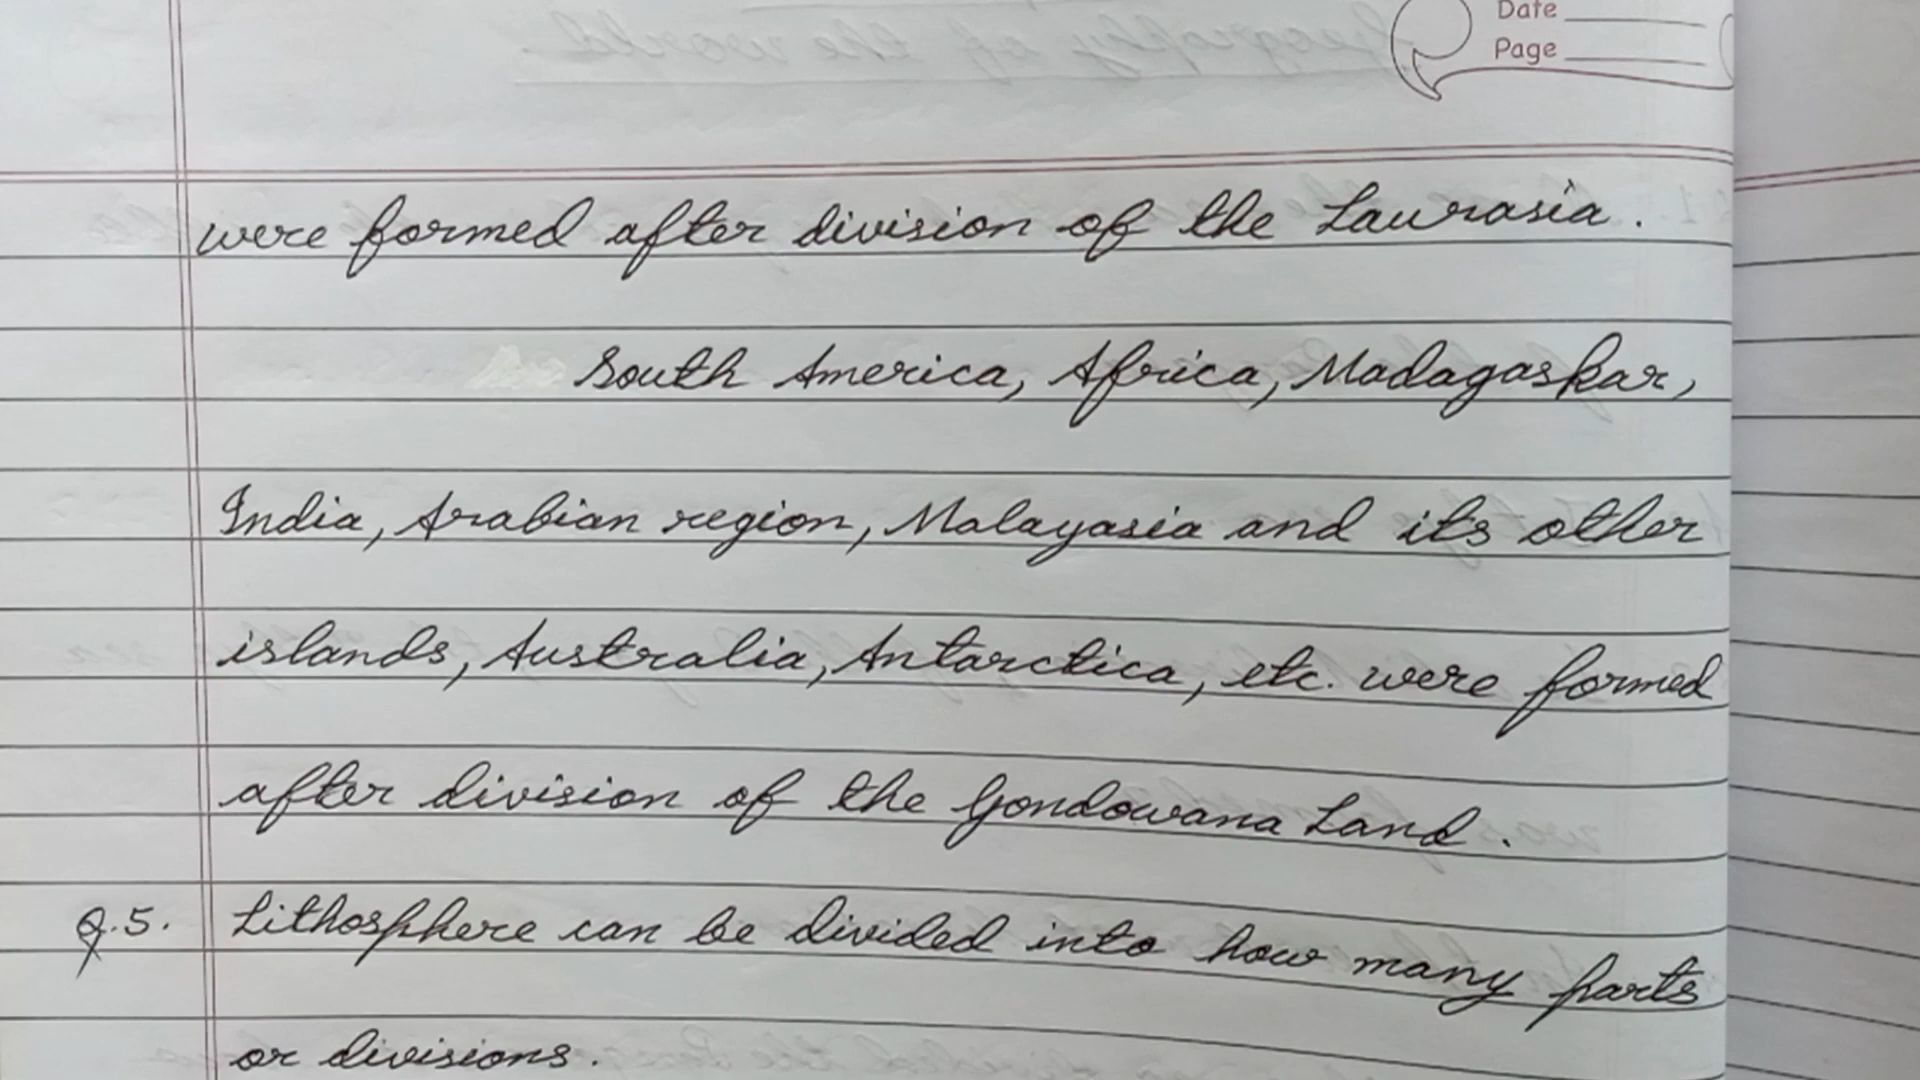 Date
Page
were formed after division of the Laurasia.
South America, Africa, Madagaskar,
India, Arabian region, Malayasia and its other
islands, Australia, Antarctica, etc. were formed
after division of the Gondowana Land.
Q.5. Lithosphere can be divided into how many parts
or divisions.